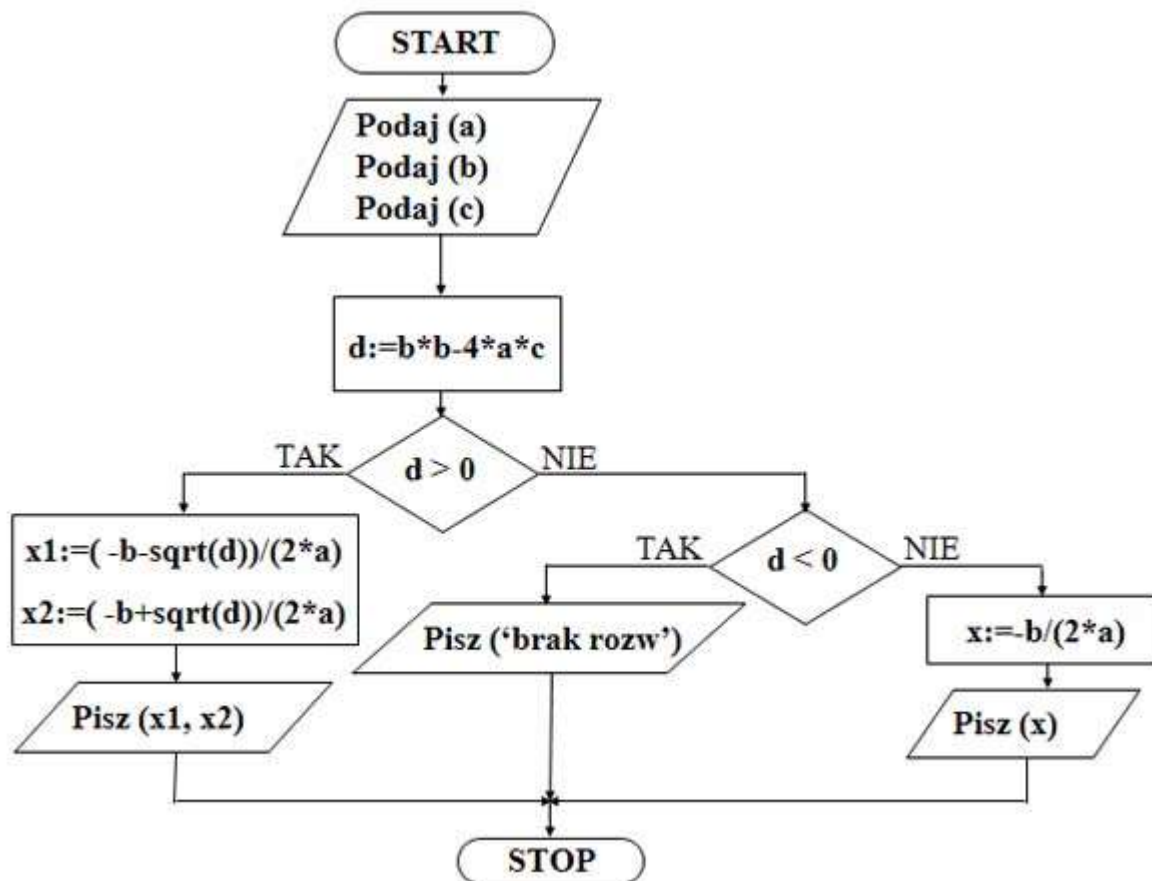 START
Podaj (a)
Podaj (b)
Podaj (c)
d:=b*b-4*a*c
TAK
d > 0
NIE
x1:=( -b-sqrt(d))/(2*a)
x2:=( -b+sqrt(d))/(2*a)
Pisz (x1, x2)
TAK
d < 0
NIE
Pisz (‘brak rozw’)
x:=-b/(2*a)
Pisz (x)
STOP